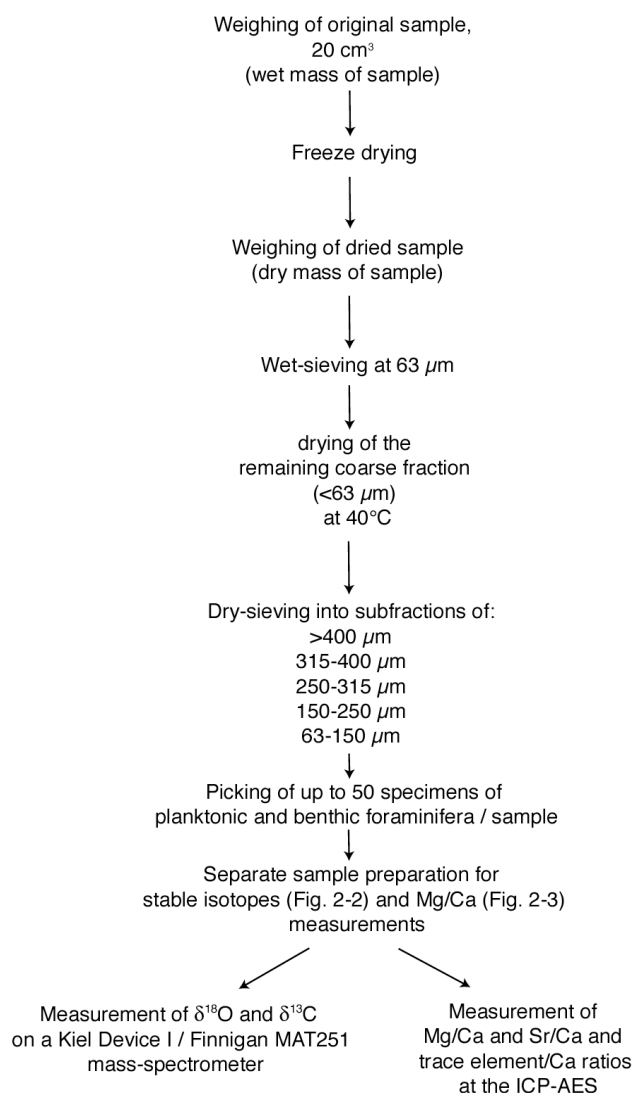 Weighing of original sample,
20 cm³
(wet mass of sample)
Freeze drying
Weighing of dried sample
(dry mass of sample)
Wet-sieving at 63 µm
drying of the
remaining coarse fraction
(<63 µm)
at 40°C
Dry-sieving into subfractions of:
>400 µm
315-400 µm
250-315 µm
150-250 µm
63-150 µm
Picking of up to 50 specimens of
planktonic and benthic foraminifera / sample
Separate sample preparation for
stable isotopes (Fig. 2-2) and Mg/Ca (Fig. 2-3)
measurements
Measurement of δ¹⁸O and δ¹³C
on a Kiel Device I / Finnigan MAT251
mass-spectrometer
Measurement of
Mg/Ca and Sr/Ca and
trace element/Ca ratios
at the ICP-AES